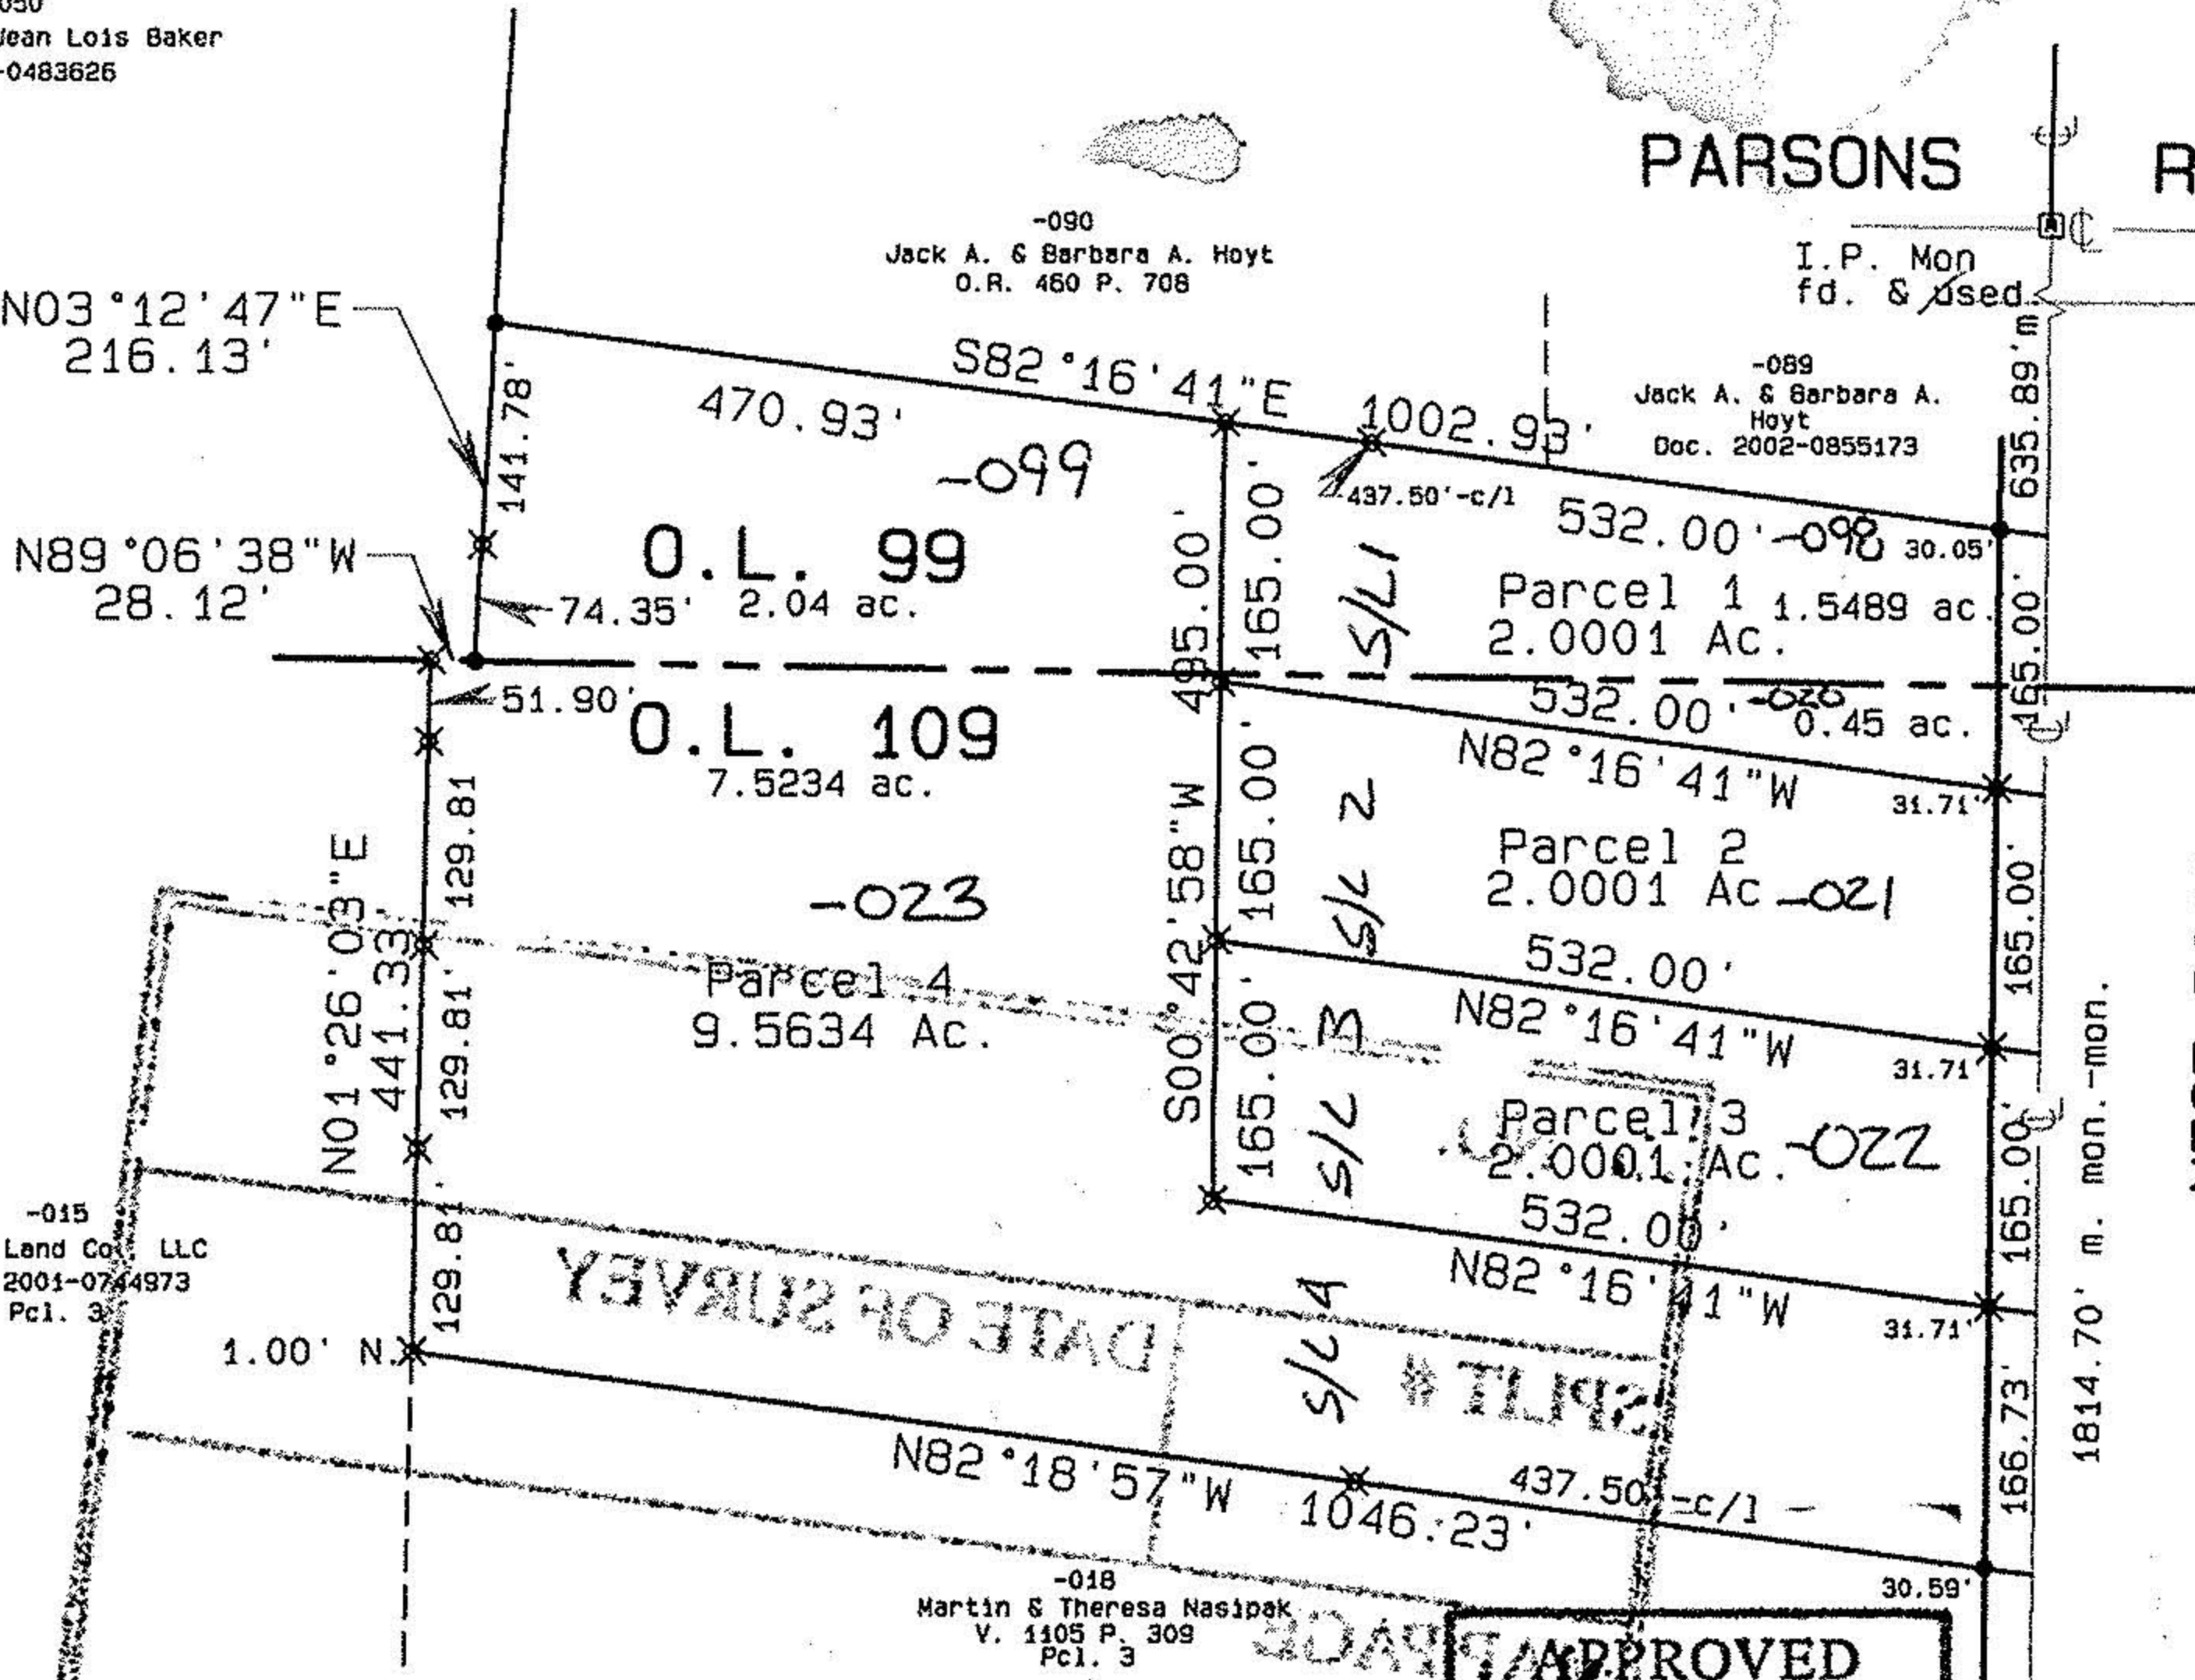 Jean Lois Baker
-0483626
PARSONS
-090
Jack A. & Barbara A. Hoyt
O.R. 460 P. 708
I.P. Mon
fd. & used
N03°12'47"E
216.13'
141.78'
S82°16'41"E
470.93'
1002.93'
-089
Jack A. & Barbara A.
Hoyt
Doc. 2002-0855173
635.89'm
-099
437.50'-c/l
532.00'
-098
30.05'
N89°06'38"W
28.12'
O.L. 99
74.35'
2.04 ac.
495.00'
165.00'
S/L 1
Parcel 1
1.5489 ac.
2.0001 Ac.
165.00'
51.90'
O.L. 109
7.5234 ac.
532.00'
-020
0.45 ac.
N82°16'41"W
31.71'
129.81
N01°26'03"E
441.33'
S00°42'58"W
165.00'
S/L 2
Parcel 2
2.0001 Ac
-021
165.00'
-023
532.00'
N82°16'41"W
31.71'
Parcel 4
9.5634 Ac.
129.81'
165.00'
S/L 3
Parcel 3
2.0001 Ac.
-022
165.00'
1814.70' m. mon.-mon.
532.00'
N82°16'41"W
31.71'
-015
Land Co. LLC
2001-0744973
Pcl. 3
129.81'
DATE OF SURVEY
SPLIT #
S/L 4
1.00' N.
166.73'
N82°18'57"W
1046.23'
437.50'-c/l
30.59'
-018
Martin & Theresa Nasipak
V. 1105 P. 309
Pcl. 3
APPROVED